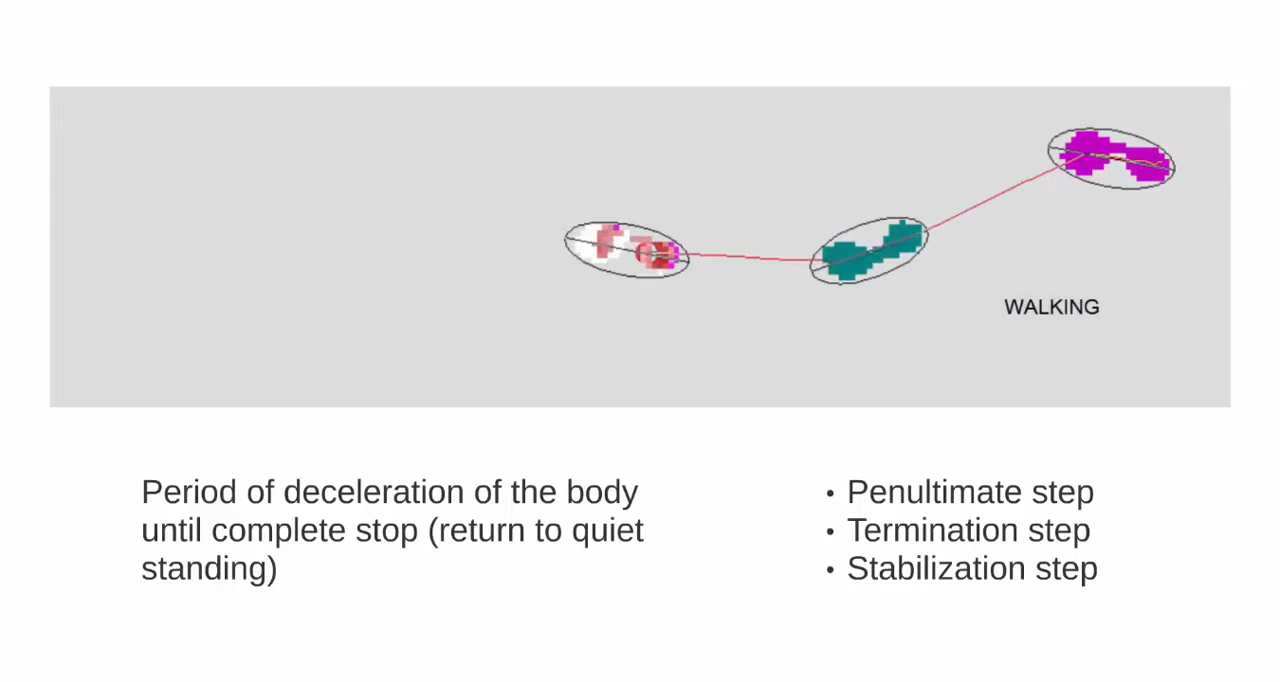 WALKING
Period of deceleration of the body
until complete stop (return to quiet
standing)
• Penultimate step
• Termination step
• Stabilization step